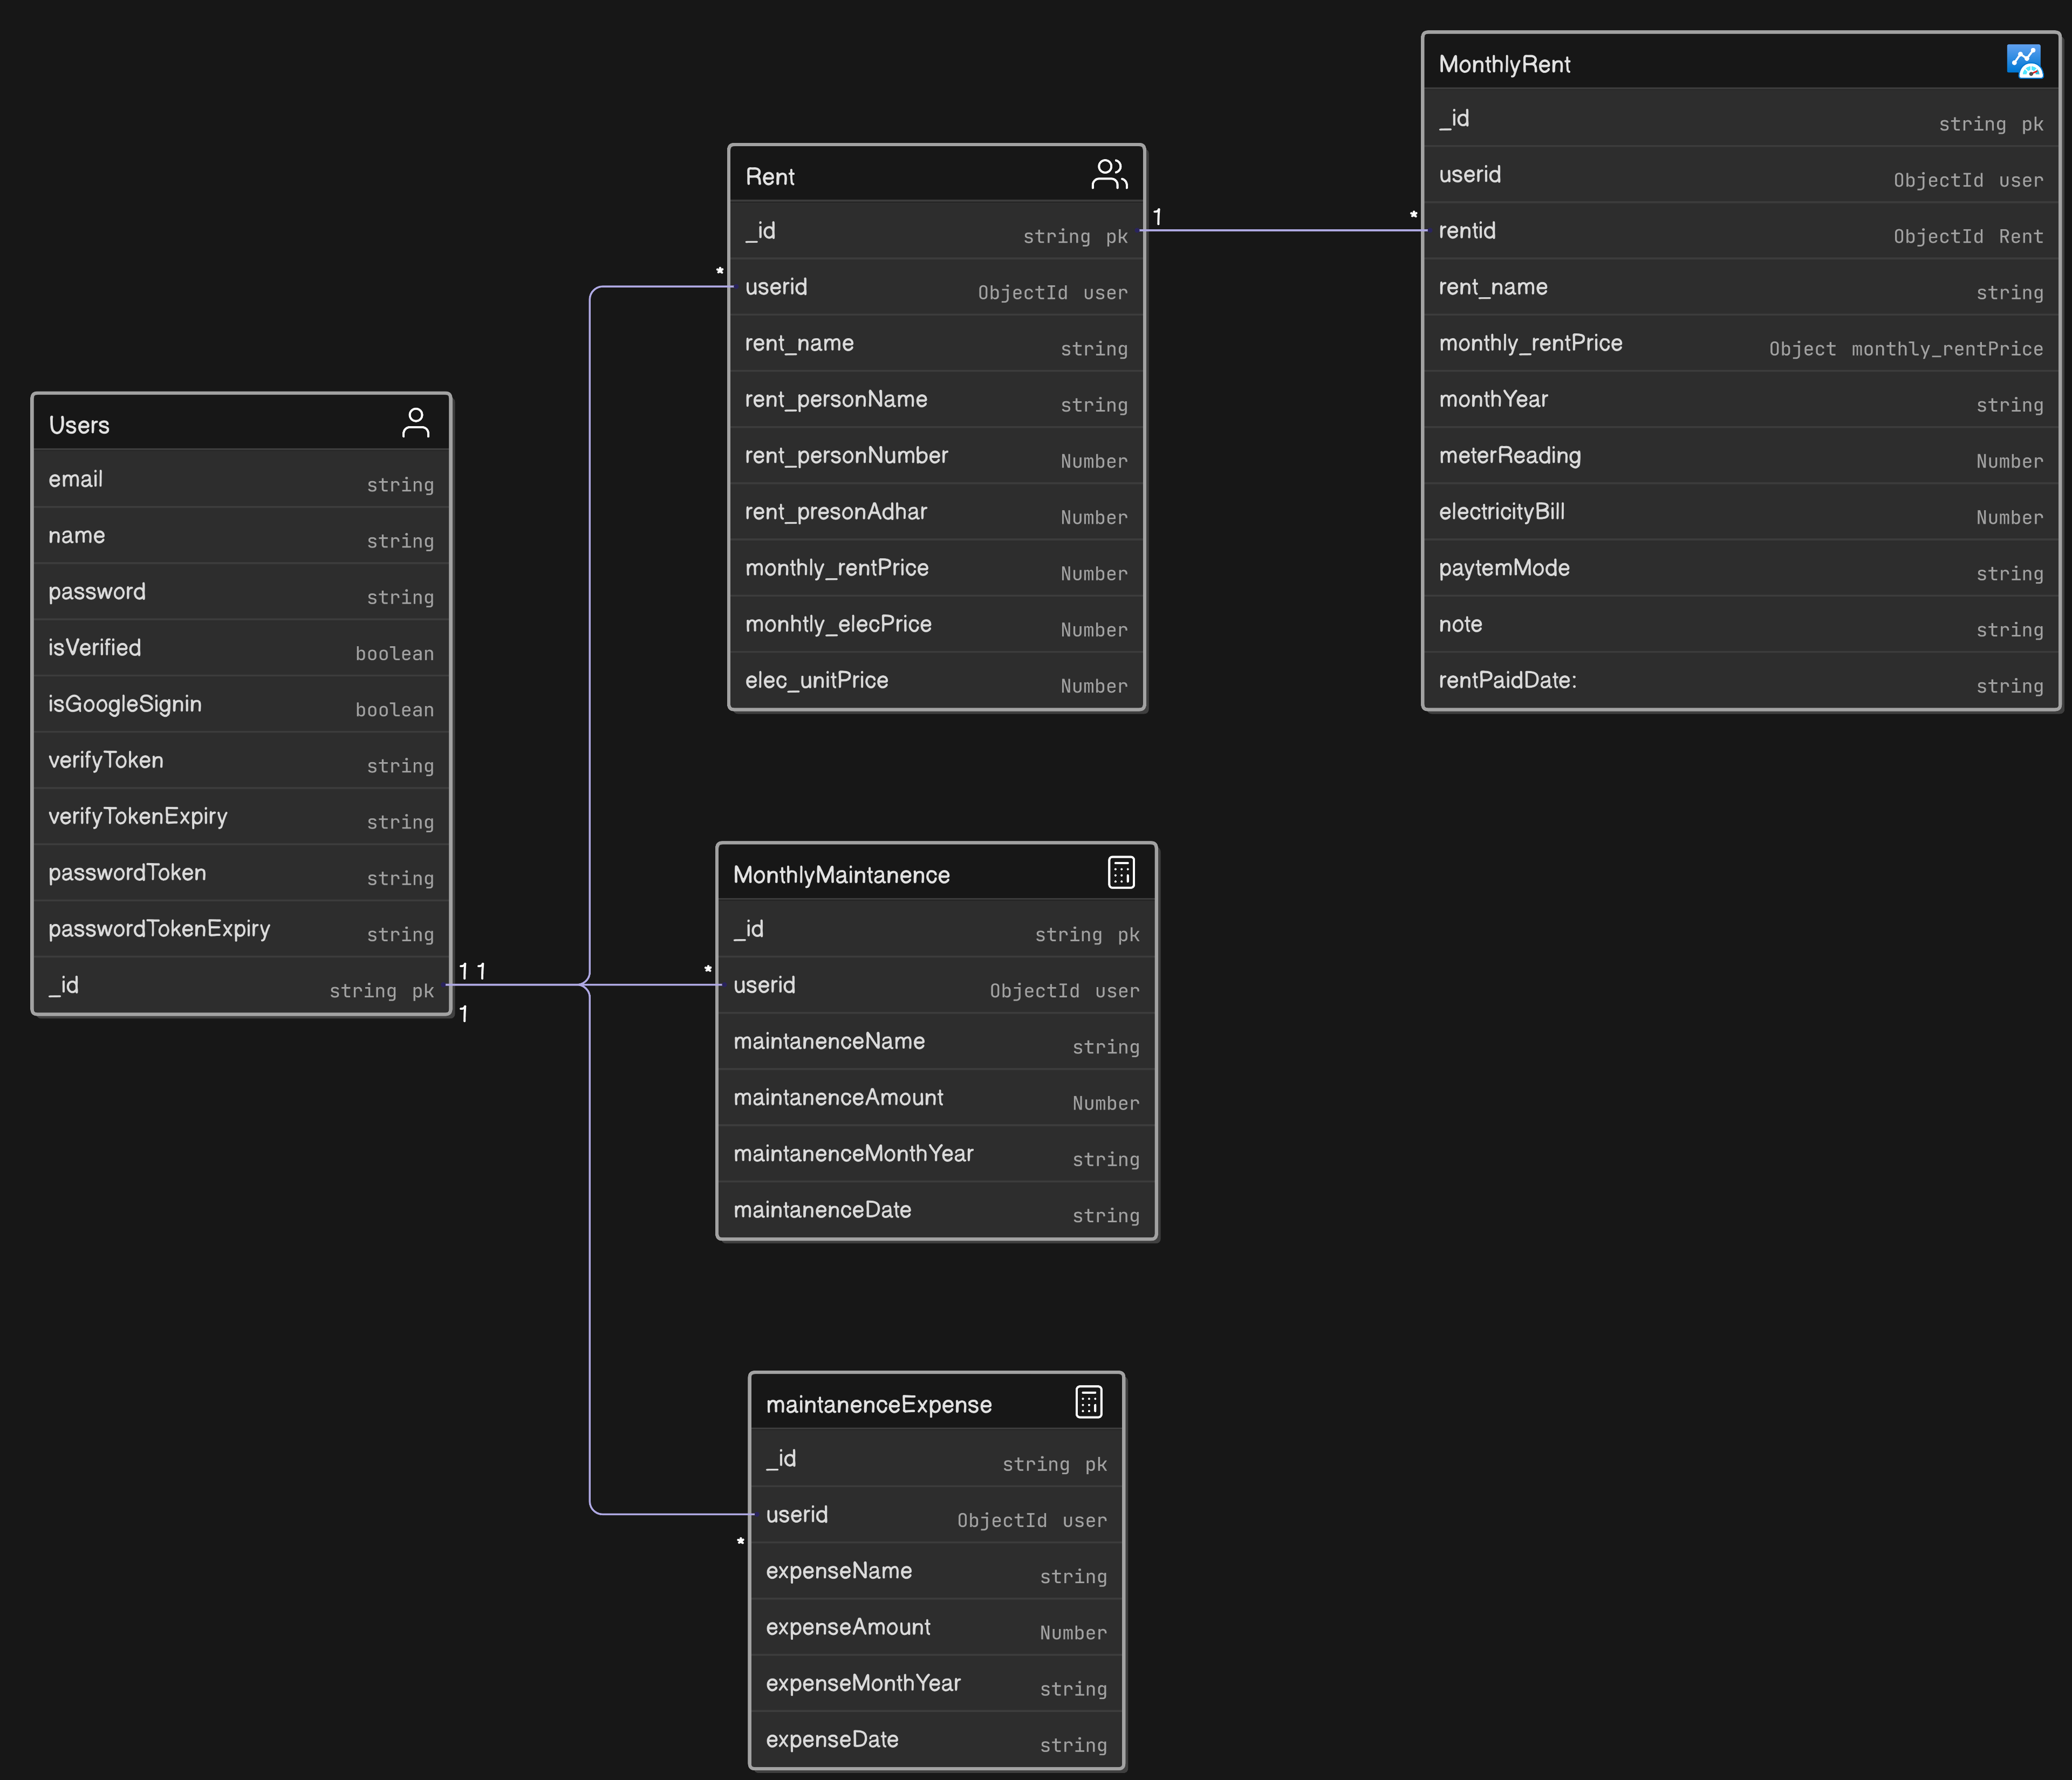 Users
email string
name string
password string
isVerified boolean
isGoogleSignin boolean
verifyToken string
verifyTokenExpiry string
passwordToken string
passwordTokenExpiry string
_id string pk
1 1
1
Rent
_id string pk
* userid ObjectId user
rent_name string
rent_personName string
rent_personNumber Number
rent_presonAdhar Number
monthly_rentPrice Number
monhtly_elecPrice Number
elec_unitPrice Number
1 *
MonthlyRent
_id string pk
userid ObjectId user
rentid ObjectId Rent
rent_name string
monthly_rentPrice Object monthly_rentPrice
monthYear string
meterReading Number
electricityBill Number
paytemMode string
note string
rentPaidDate: string
MonthlyMaintanence
_id string pk
* userid ObjectId user
maintanenceName string
maintanenceAmount Number
maintanenceMonthYear string
maintanenceDate string
maintanenceExpense
_id string pk
userid ObjectId user
*
expenseName string
expenseAmount Number
expenseMonthYear string
expenseDate string